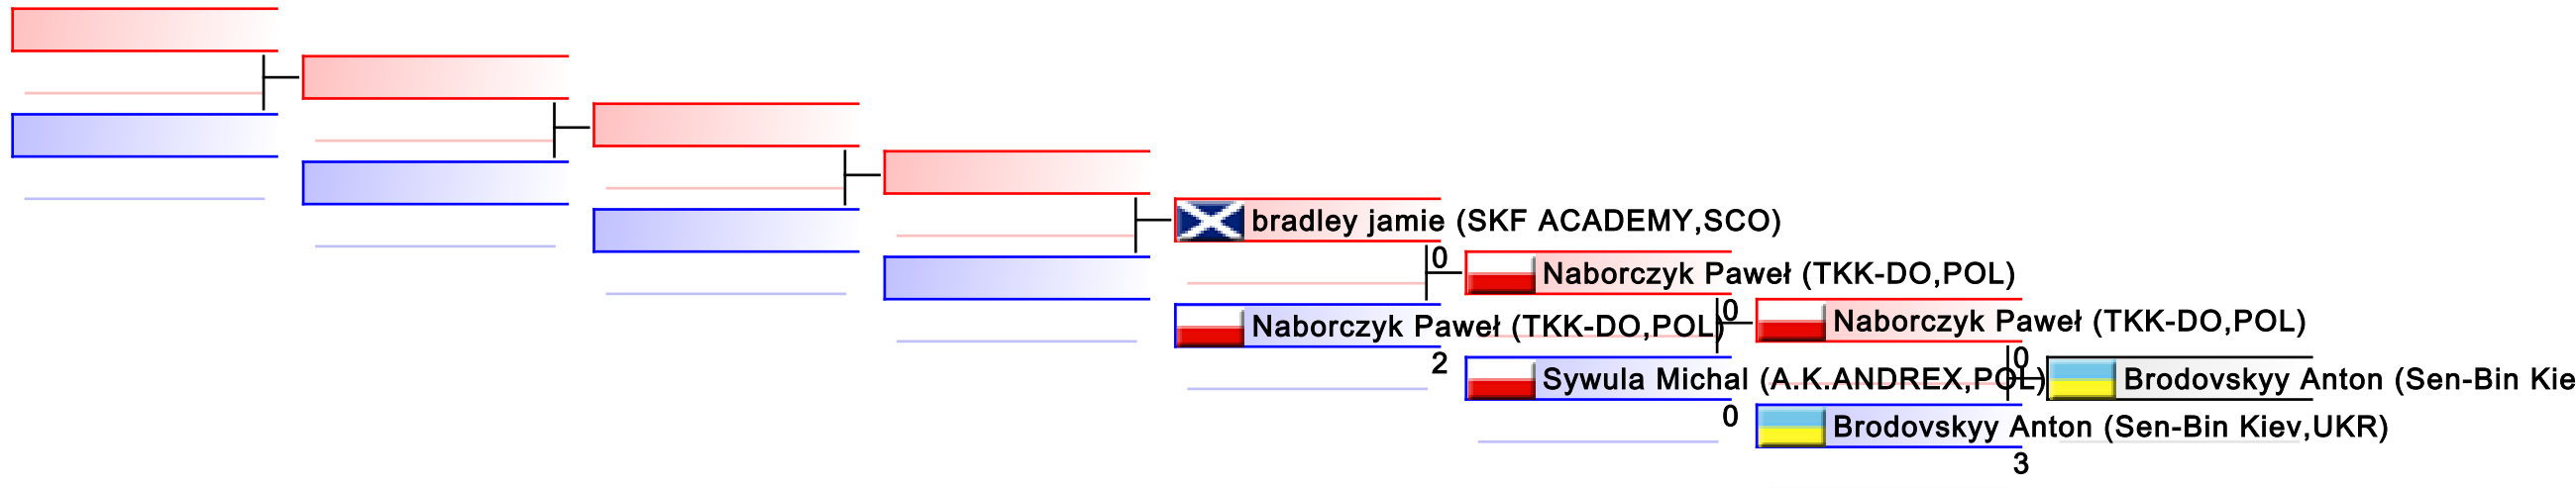 bradley jamie (SKF ACADEMY,SCO)
0
Naborczyk Paweł (TKK-DO,POL)
Naborczyk Paweł (TKK-DO,POL)
2
0
Naborczyk Paweł (TKK-DO,POL)
Sywula Michal (A.K.ANDREX,POL)
0
0
Brodovskyy Anton (Sen-Bin Kie
Brodovskyy Anton (Sen-Bin Kiev,UKR)
3